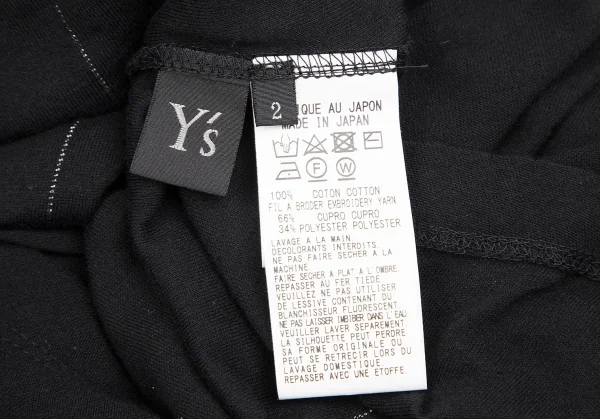 Y's
2
IQUE AU JAPON
MADE IN JAPAN
F W
100% COTON COTTON
FIL A BRODER EMBROIDERY YARN
66% CUPRO CUPRO
34% POLYESTER POLYESTER
LAVAGE A LA MAIN
DECOLORANTS INTERDITS.
NE PAS FAIRE SECHER A LA
MACHINE
FAIRE SECHER A PLAT A L'OMBRE
REPASSER AU FER TIEDE
VEUILLEZ NE PAS UTILISER
DE LESSIVE CONTENANT DU
BLANCHISSEUR FLUORESCENT
NE PAS LAISSER IMBIBER DANS L'EAU
VEUILLER LAVER SEPAREMENT
LA SILHOUETTE PEUT PERDRE
SA FORME ORIGINALE OU
PEUT SE RETRECIR LORS DU
LAVAGE DOMESTIQUE
REPASSER AVEC UNE ETOFFE.